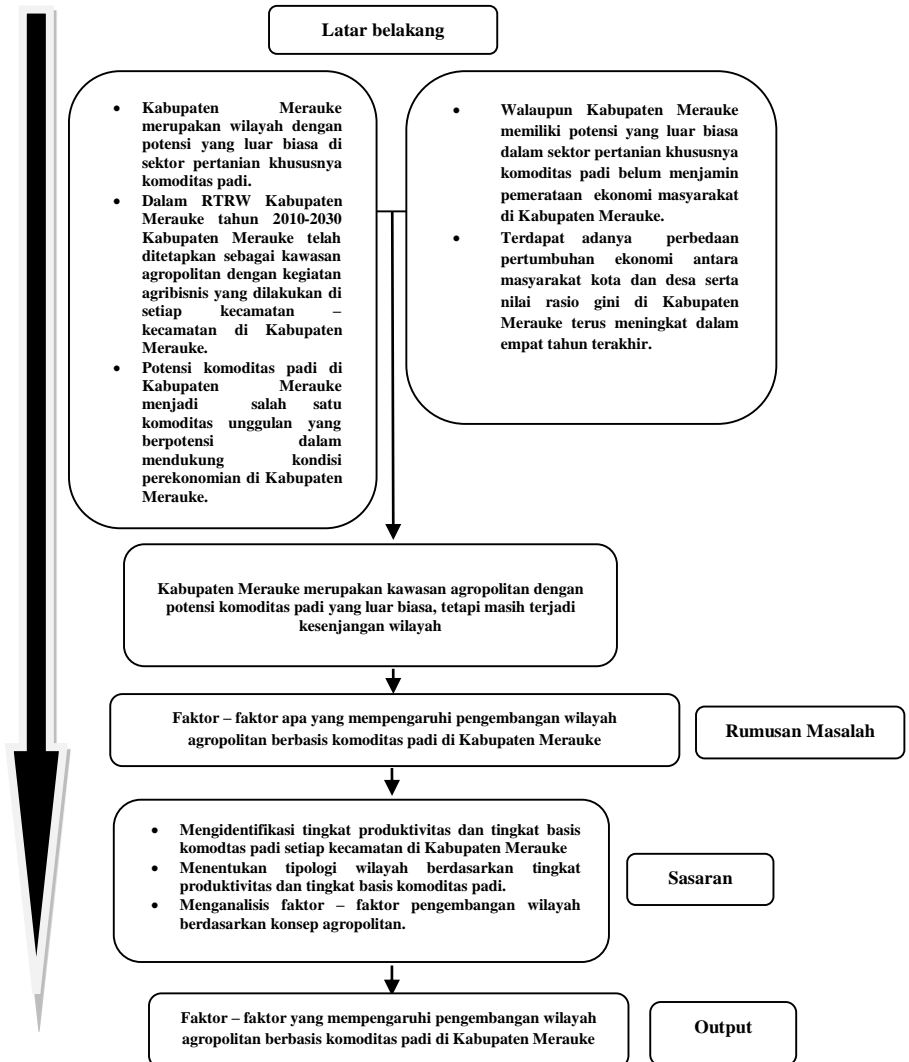 Latar belakang
• Kabupaten Merauke
merupakan wilayah dengan
potensi yang luar biasa di
sektor pertanian khususnya
komoditas padi.
• Dalam RTRW Kabupaten
Merauke tahun 2010-2030
Kabupaten Merauke telah
ditetapkan sebagai kawasan
agropolitan dengan kegiatan
agribisnis yang dilakukan di
setiap kecamatan –
kecamatan di Kabupaten
Merauke.
• Potensi komoditas padi di
Kabupaten Merauke
menjadi salah satu
komoditas unggulan yang
berpotensi dalam
mendukung kondisi
perekonomian di Kabupaten
Merauke.
• Walaupun Kabupaten Merauke
memiliki potensi yang luar biasa
dalam sektor pertanian khususnya
komoditas padi belum menjamin
pemerataan ekonomi masyarakat
di Kabupaten Merauke.
• Terdapat adanya perbedaan
pertumbuhan ekonomi antara
masyarakat kota dan desa serta
nilai rasio gini di Kabupaten
Merauke terus meningkat dalam
empat tahun terakhir.
Kabupaten Merauke merupakan kawasan agropolitan dengan
potensi komoditas padi yang luar biasa, tetapi masih terjadi
kesenjangan wilayah
Faktor – faktor apa yang mempengaruhi pengembangan wilayah
agropolitan berbasis komoditas padi di Kabupaten Merauke
Rumusan Masalah
• Mengidentifikasi tingkat produktivitas dan tingkat basis
komodtas padi setiap kecamatan di Kabupaten Merauke
• Menentukan tipologi wilayah berdasarkan tingkat
produktivitas dan tingkat basis komoditas padi.
• Menganalisis faktor – faktor pengembangan wilayah
berdasarkan konsep agropolitan.
Sasaran
Faktor – faktor yang mempengaruhi pengembangan wilayah
agropolitan berbasis komoditas padi di Kabupaten Merauke
Output